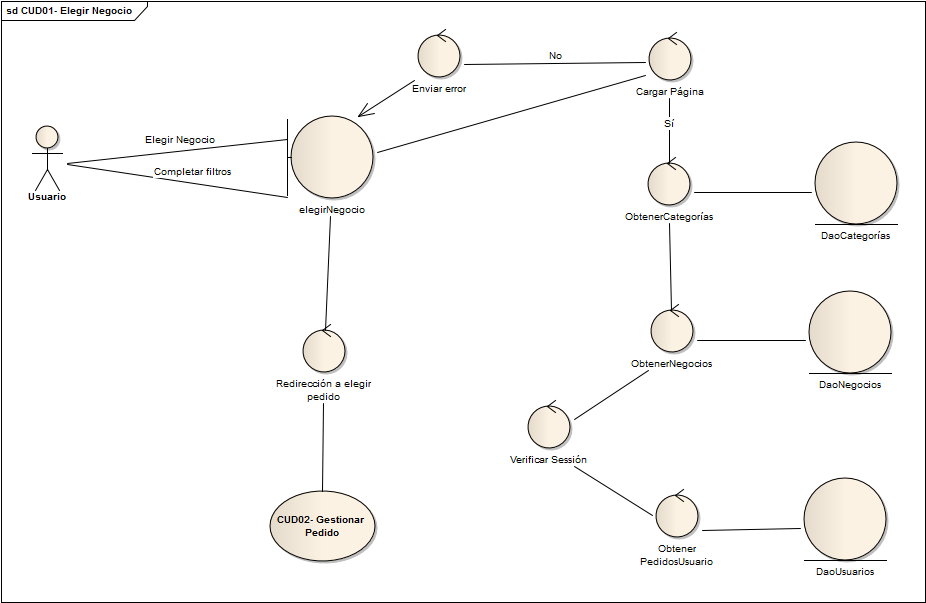 sd CUD01- Elegir Negocio
No
Enviar error
Cargar Página
Sí
Elegir Negocio
Completar filtros
Usuario
elegirNegocio
ObtenerCategorías
DaoCategorías
Redirección a elegir
pedido
ObtenerNegocios
DaoNegocios
Verificar Sessión
CUD02- Gestionar
Pedido
Obtener
PedidosUsuario
DaoUsuarios